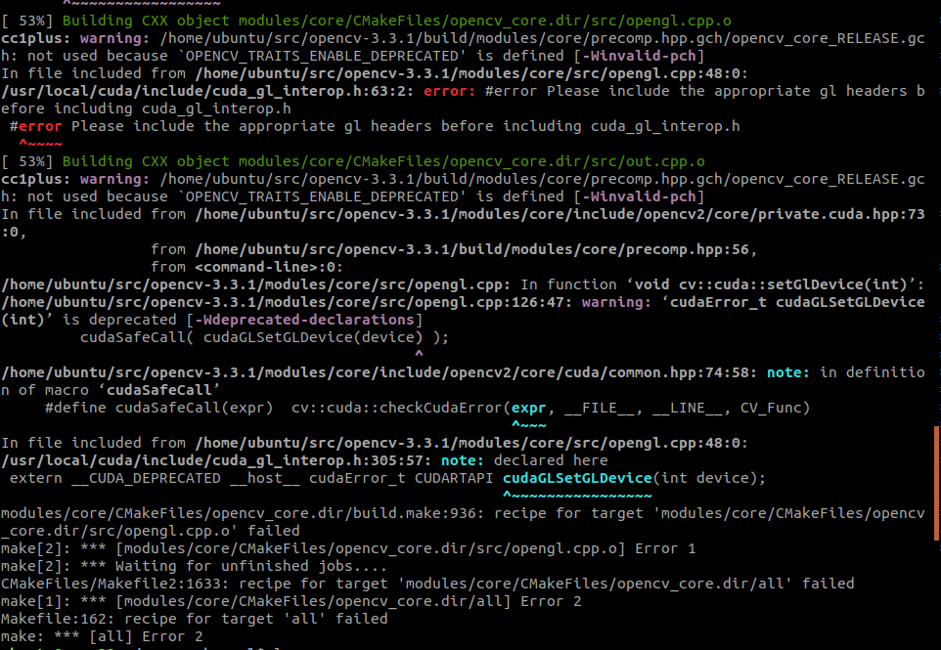 [ 53%] Building CXX object modules/core/CMakeFiles/opencv_core.dir/src/opengl.cpp.o
cc1plus: warning: /home/ubuntu/src/opencv-3.3.1/build/modules/core/precomp.hpp.gch/opencv_core_RELEASE.gc
h: not used because `OPENCV_TRAITS_ENABLE_DEPRECATED' is defined [-Winvalid-pch]
In file included from /home/ubuntu/src/opencv-3.3.1/modules/core/src/opengl.cpp:48:0:
/usr/local/cuda/include/cuda_gl_interop.h:63:2: error: #error Please include the appropriate gl headers b
efore including cuda_gl_interop.h
 #error Please include the appropriate gl headers before including cuda_gl_interop.h
  ^~~~~
[ 53%] Building CXX object modules/core/CMakeFiles/opencv_core.dir/src/out.cpp.o
cc1plus: warning: /home/ubuntu/src/opencv-3.3.1/build/modules/core/precomp.hpp.gch/opencv_core_RELEASE.gc
h: not used because `OPENCV_TRAITS_ENABLE_DEPRECATED' is defined [-Winvalid-pch]
In file included from /home/ubuntu/src/opencv-3.3.1/modules/core/include/opencv2/core/private.cuda.hpp:73
:0,
                 from /home/ubuntu/src/opencv-3.3.1/build/modules/core/precomp.hpp:56,
                 from <command-line>:0:
/home/ubuntu/src/opencv-3.3.1/modules/core/src/opengl.cpp: In function ‘void cv::cuda::setGlDevice(int)’:
/home/ubuntu/src/opencv-3.3.1/modules/core/src/opengl.cpp:126:47: warning: ‘cudaError_t cudaGLSetGLDevice
(int)’ is deprecated [-Wdeprecated-declarations]
         cudaSafeCall( cudaGLSetGLDevice(device) );
                                               ^
/home/ubuntu/src/opencv-3.3.1/modules/core/include/opencv2/core/cuda/common.hpp:74:58: note: in definitio
n of macro ‘cudaSafeCall’
     #define cudaSafeCall(expr)  cv::cuda::checkCudaError(expr, __FILE__, __LINE__, CV_Func)
                                                          ^~~~
In file included from /home/ubuntu/src/opencv-3.3.1/modules/core/src/opengl.cpp:48:0:
/usr/local/cuda/include/cuda_gl_interop.h:305:57: note: declared here
 extern __CUDA_DEPRECATED __host__ cudaError_t CUDARTAPI cudaGLSetGLDevice(int device);
                                                         ^~~~~~~~~~~~~~~~~
modules/core/CMakeFiles/opencv_core.dir/build.make:936: recipe for target 'modules/core/CMakeFiles/opencv
_core.dir/src/opengl.cpp.o' failed
make[2]: *** [modules/core/CMakeFiles/opencv_core.dir/src/opengl.cpp.o] Error 1
make[2]: *** Waiting for unfinished jobs....
CMakeFiles/Makefile2:1633: recipe for target 'modules/core/CMakeFiles/opencv_core.dir/all' failed
make[1]: *** [modules/core/CMakeFiles/opencv_core.dir/all] Error 2
Makefile:162: recipe for target 'all' failed
make: *** [all] Error 2